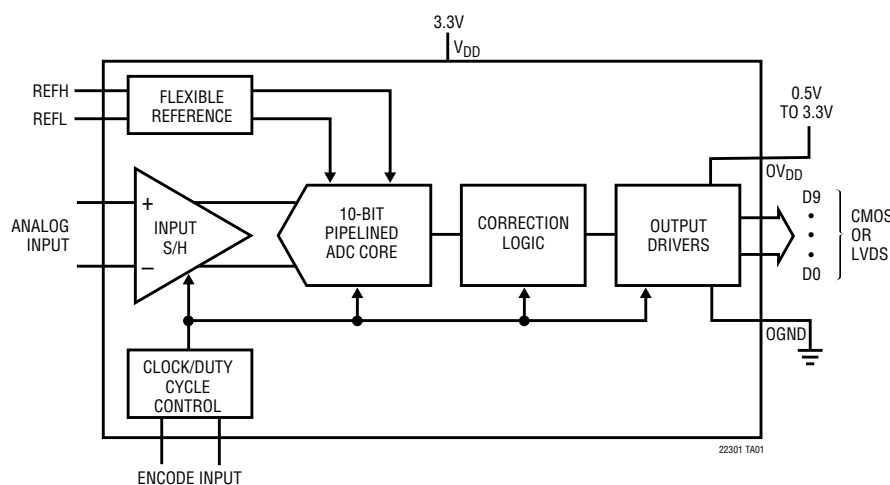 3.3V
VDD
REFH
REFL
FLEXIBLE
REFERENCE
0.5V
TO 3.3V
OVDD
ANALOG
INPUT
+
–
INPUT
S/H
10-BIT
PIPELINED
ADC CORE
CORRECTION
LOGIC
OUTPUT
DRIVERS
D9
•
•
•
D0
CMOS
OR
LVDS
OGND
CLOCK/DUTY
CYCLE
CONTROL
ENCODE INPUT
22301 TA01